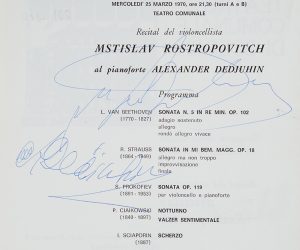 MERCOLEDI' 25 MARZO 1970, ore 21,30 (turni A e B)
TEATRO COMUNALE
Recital del violoncellista
MSTISLAV ROSTROPOVITCH
al pianoforte ALEXANDER DEDIUHIN
Programma
L. VAN BEETHOVEN SONATA N. 5 IN RE MIN. OP. 102
(1770 - 1827) adagio sostenuto
allegro
rondò allegro vivace
R. STRAUSS SONATA IN MI BEM. MAGG. OP. 18
(1864 - 1949) allegro ma non troppo
improvvisazione
finale
S. PROKOFIEV SONATA OP. 119
(1891 - 1953) per violoncello e pianoforte
P. CIAIKOWSKI NOTTURNO
(1840 - 1893) VALZER SENTIMENTALE
I. SCIAPORIN SCHERZO
(1887)